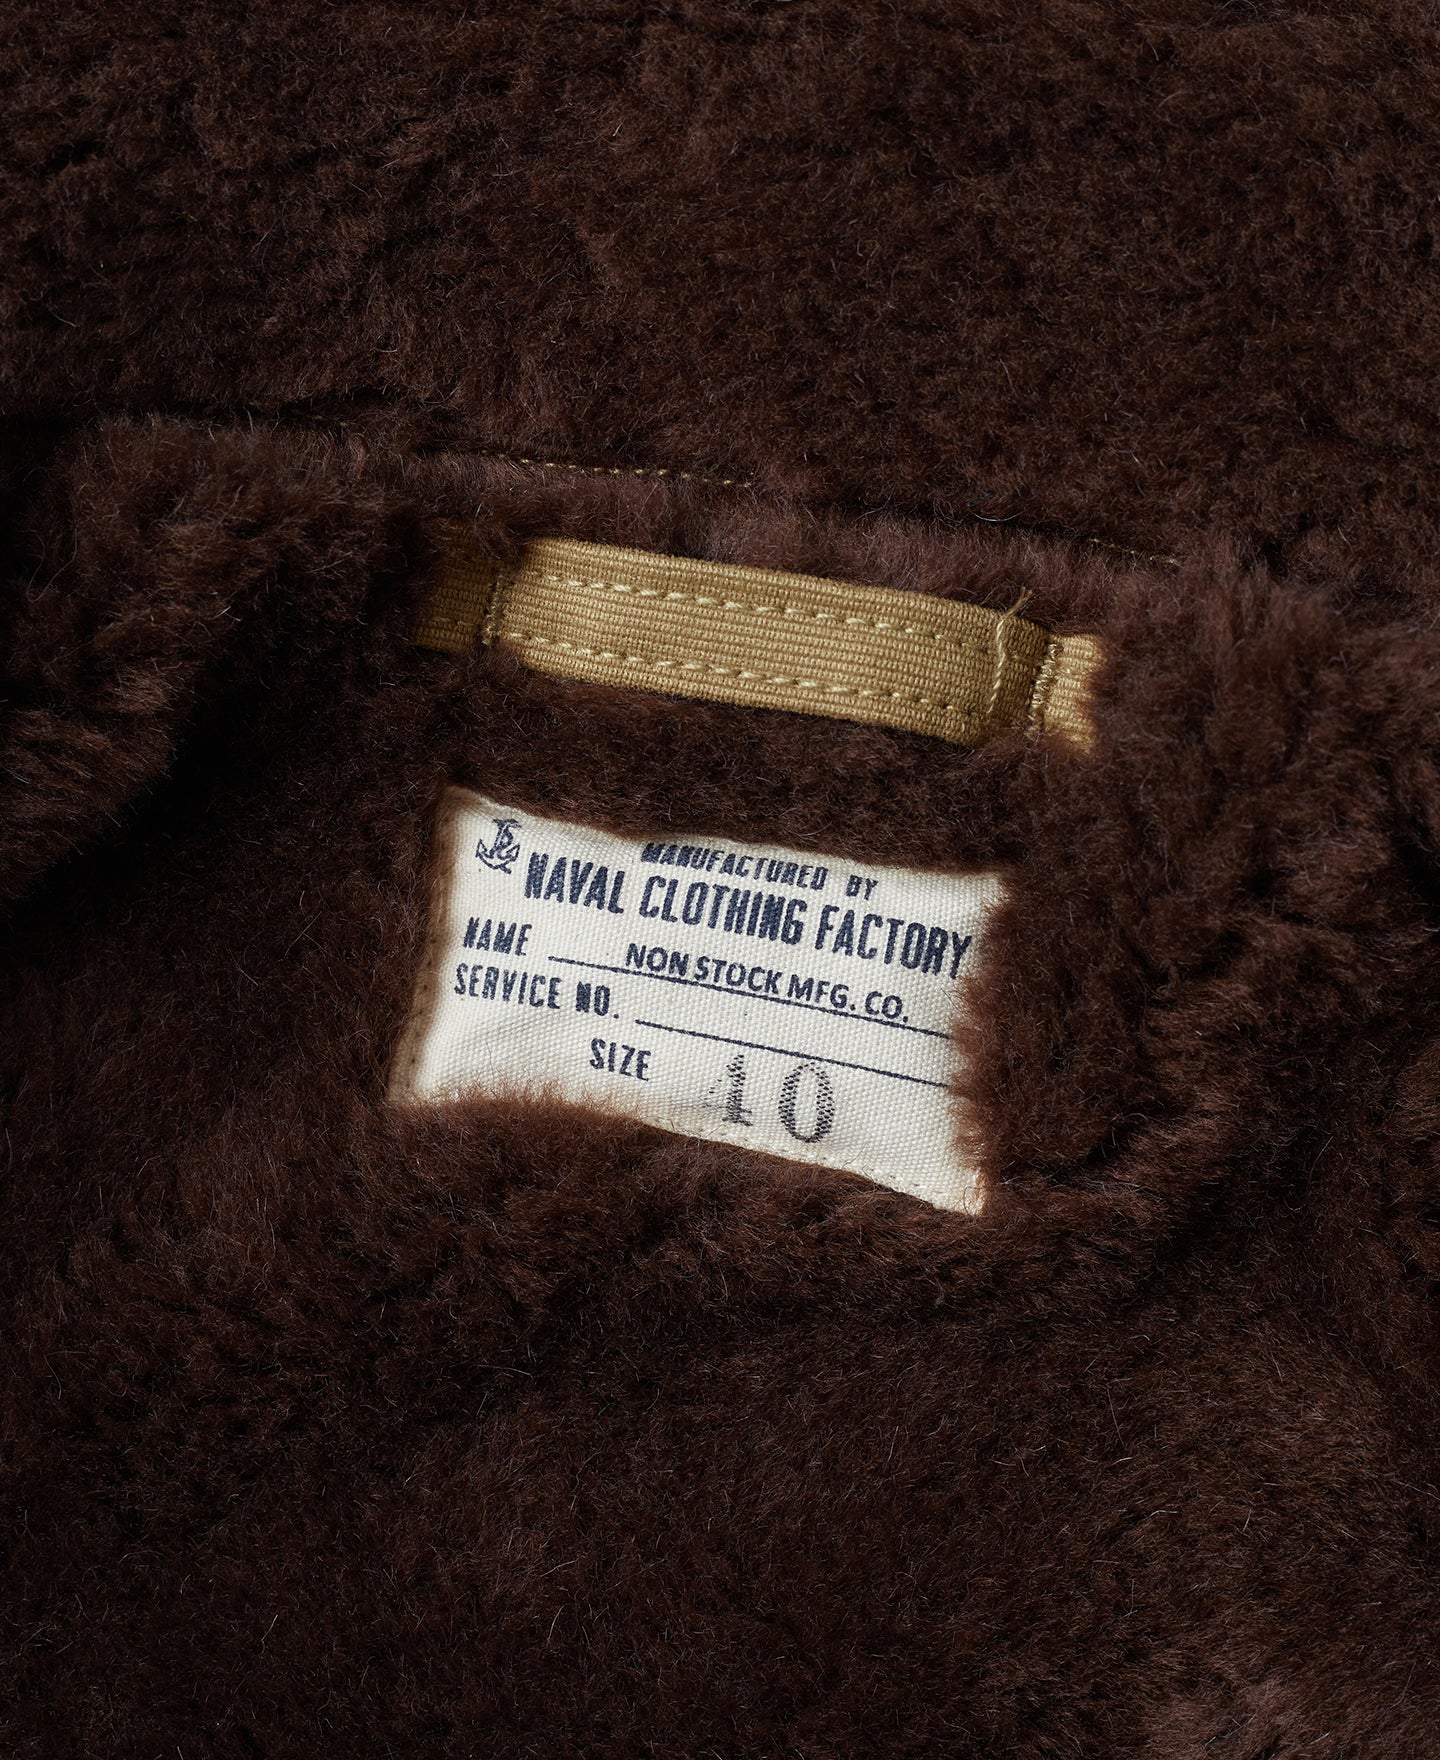 MANUFACTURED BY
NAVAL CLOTHING FACTORY
NAME NON STOCK MFG. CO.
SERVICE NO.
SIZE 40